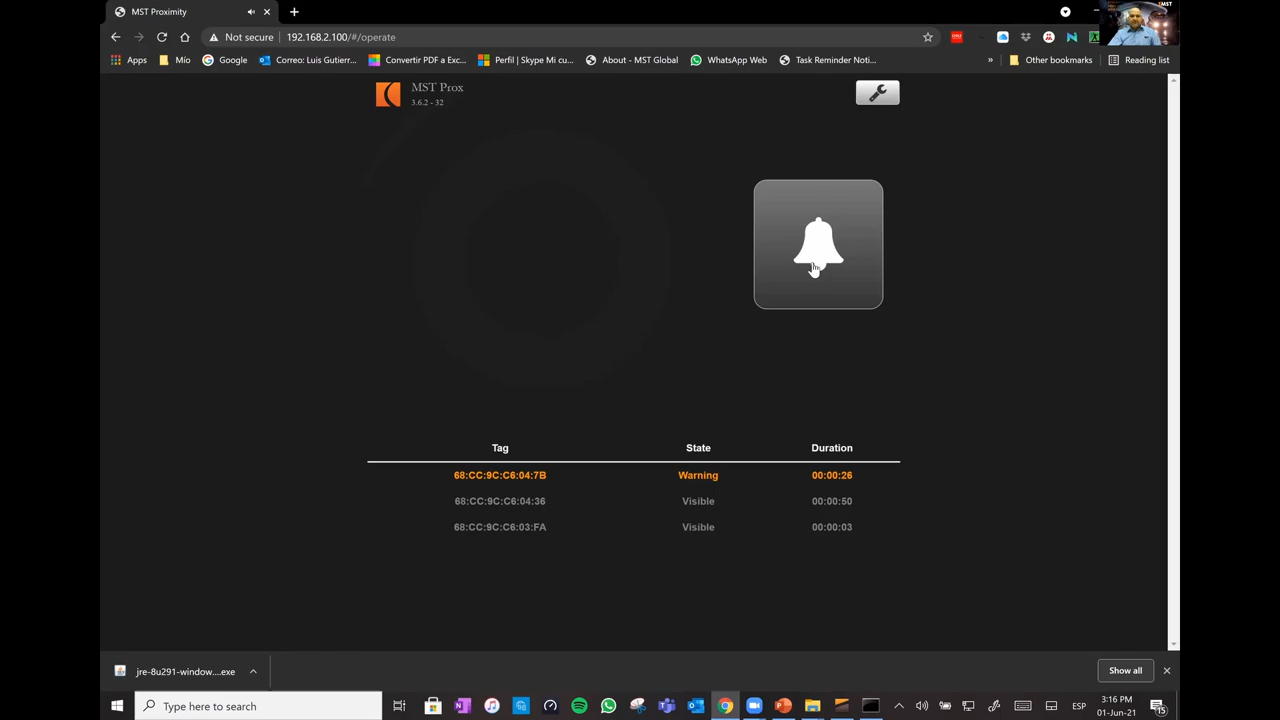 MST Proximity
MST
Not secure
192.168.2.100/#/operate
Apps
Mío
Google
Correo: Luis Gutierr...
Convertir PDF a Exc...
Perfil | Skype Mi cu...
About - MST Global
WhatsApp Web
Task Reminder Noti...
»
Other bookmarks
Reading list
MST Prox
3.6.2 - 32
Tag State Duration
68:CC:9C:C6:04:7B Warning 00:00:26
68:CC:9C:C6:04:36 Visible 00:00:50
68:CC:9C:C6:03:FA Visible 00:00:03
jre-8u291-window....exe
Show all
Type here to search
ESP
3:16 PM
01-Jun-21
15